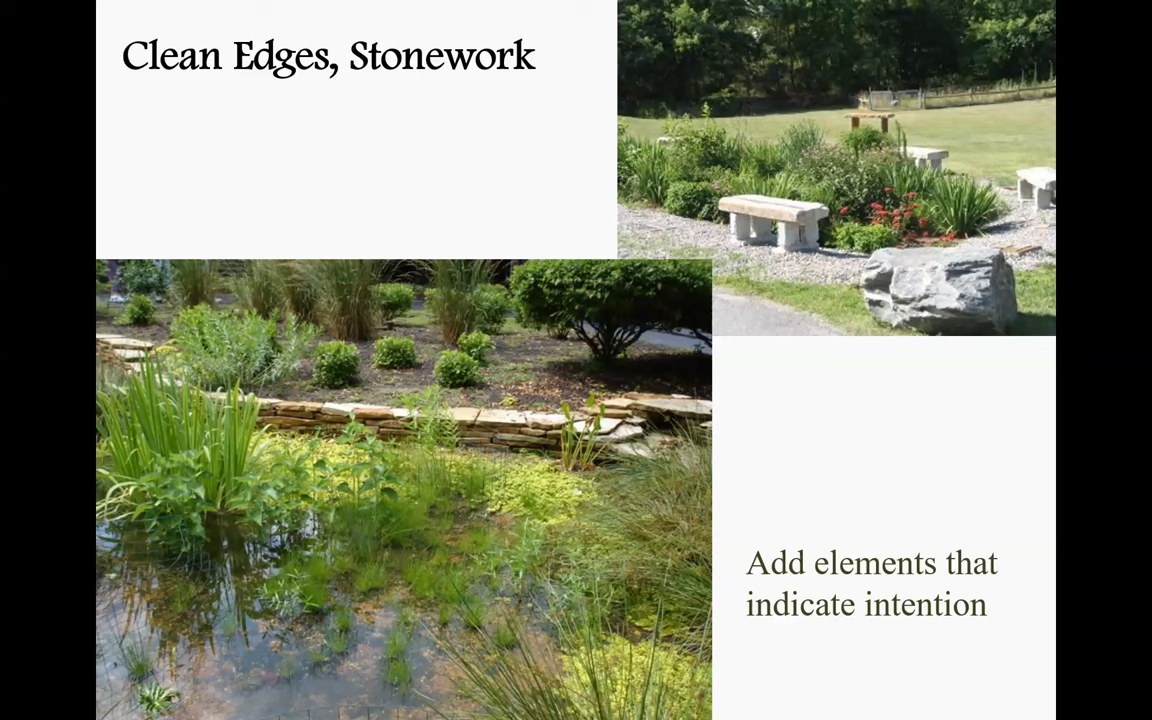 Clean Edges, Stonework
Add elements that
indicate intention